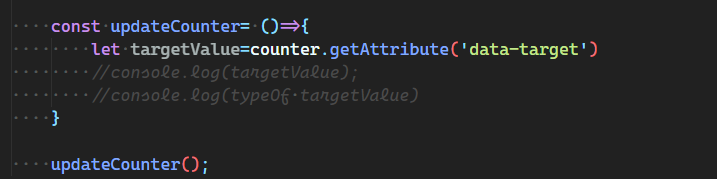 const updateCounter= ()=>{
let targetValue=counter.getAttribute('data-target')
//console.log(targetValue);
//console.log(typeOf targetValue)
}
updateCounter();